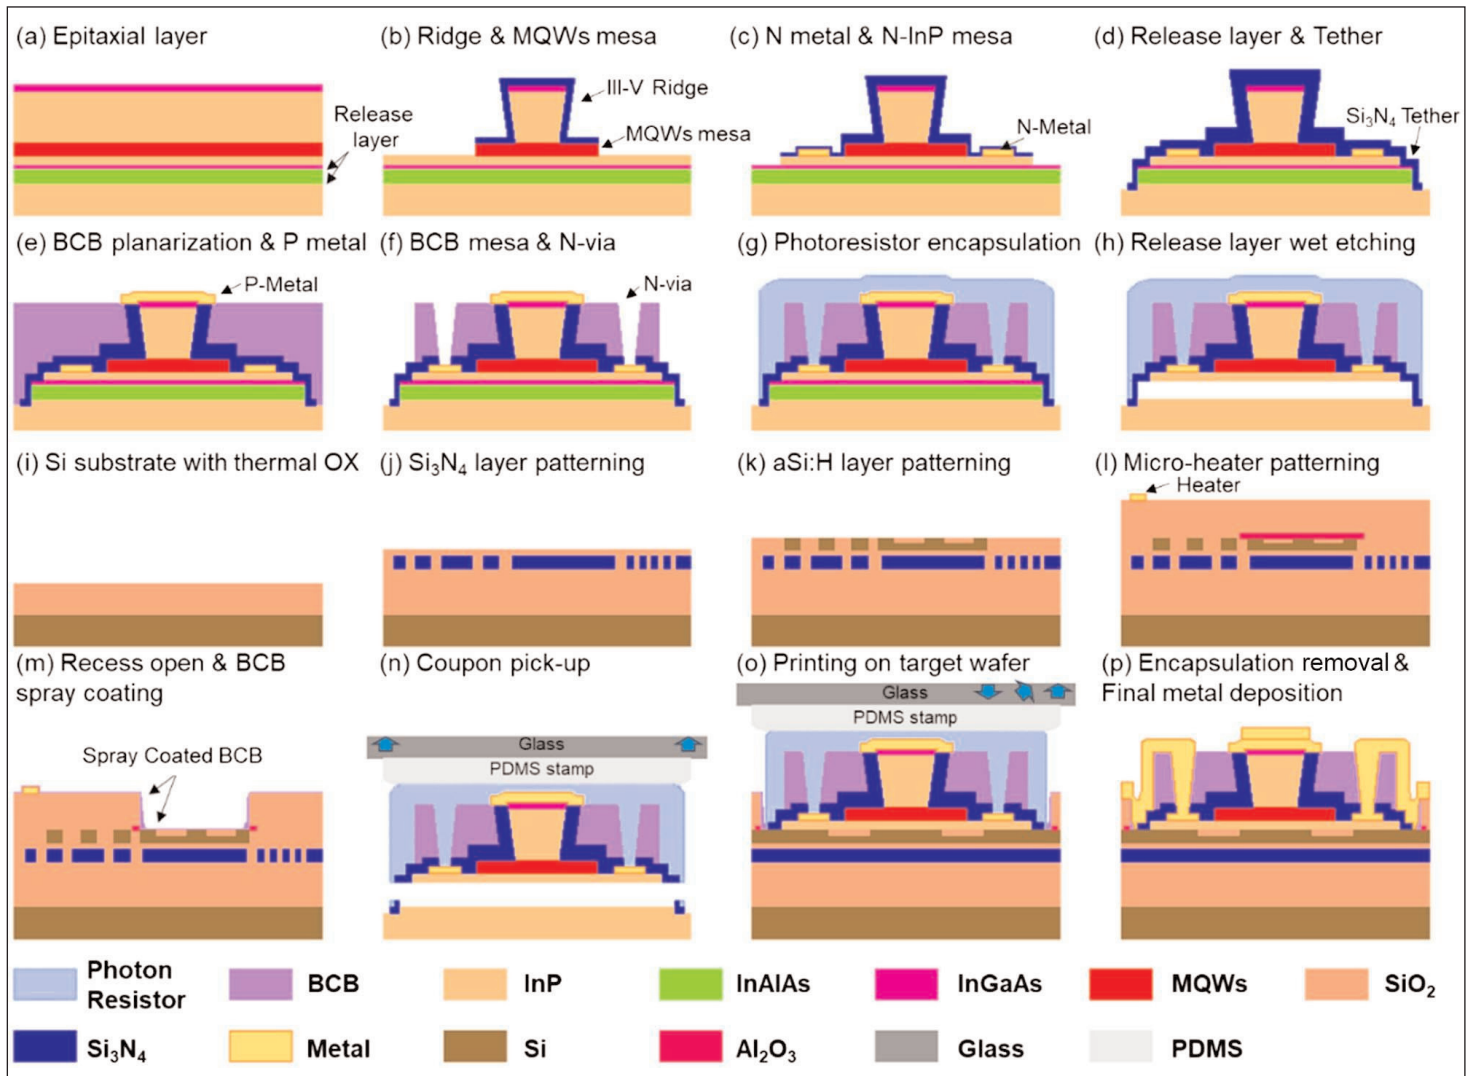 (a) Epitaxial layer
(b) Ridge & MQWs mesa
(c) N metal & N-InP mesa
(d) Release layer & Tether
Release
layer
III-V Ridge
MQWs mesa
N-Metal
Si₃N₄ Tether
(e) BCB planarization & P metal
(f) BCB mesa & N-via
(g) Photoresistor encapsulation
(h) Release layer wet etching
P-Metal
N-via
(i) Si substrate with thermal OX
(j) Si₃N₄ layer patterning
(k) aSi:H layer patterning
(l) Micro-heater patterning
Heater
(m) Recess open & BCB
spray coating
(n) Coupon pick-up
(o) Printing on target wafer
(p) Encapsulation removal &
Final metal deposition
Spray Coated BCB
Glass
PDMS stamp
Glass
PDMS stamp
Photon
Resistor
BCB
InP
InAlAs
InGaAs
MQWs
SiO₂
Si₃N₄
Metal
Si
Al₂O₃
Glass
PDMS